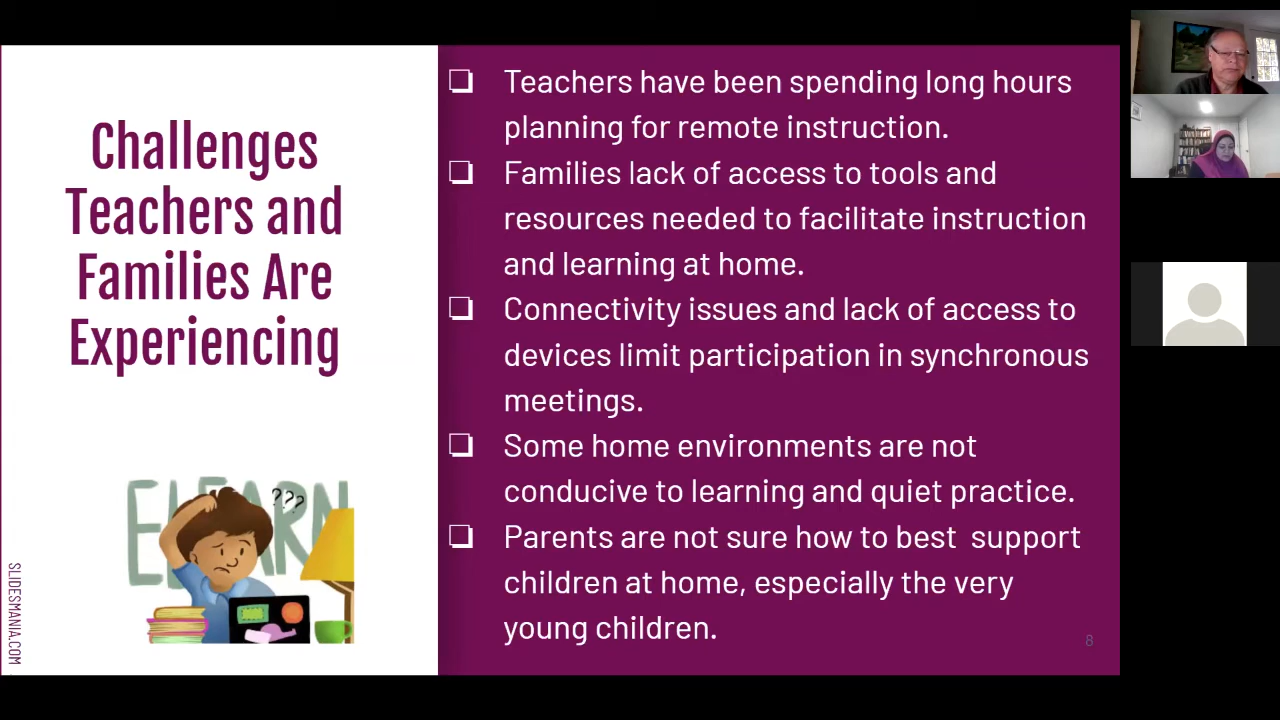 Challenges
Teachers and
Families Are
Experiencing
❏ Teachers have been spending long hours
planning for remote instruction.
❏ Families lack of access to tools and
resources needed to facilitate instruction
and learning at home.
❏ Connectivity issues and lack of access to
devices limit participation in synchronous
meetings.
❏ Some home environments are not
conducive to learning and quiet practice.
❏ Parents are not sure how to best  support
children at home, especially the very
young children.
ELEARN
???
SLIDESMANIA.COM
8